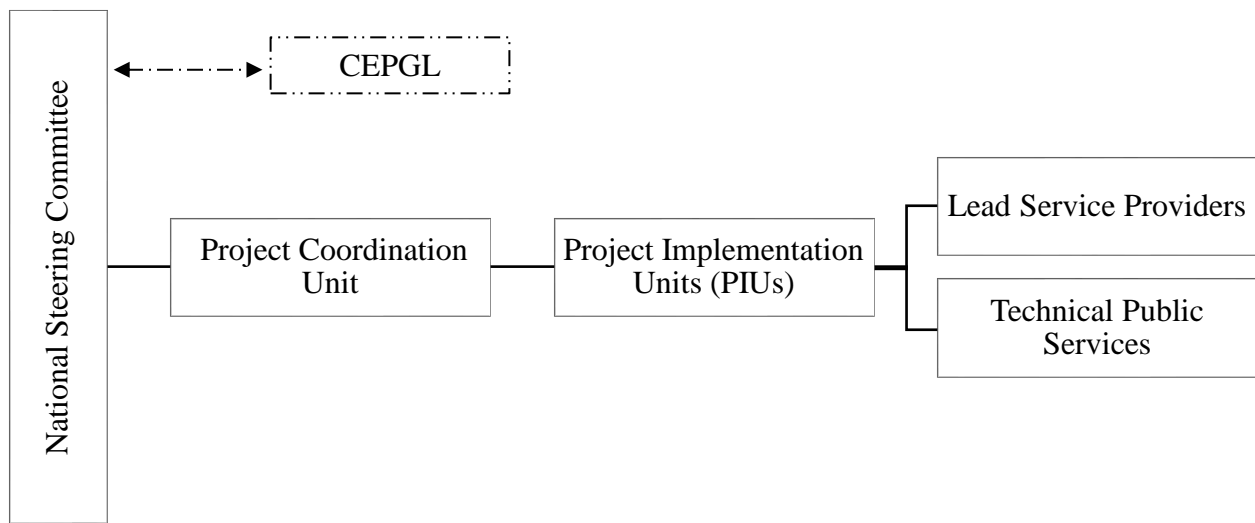 National Steering Committee
CEPGL
Project Coordination
Unit
Project Implementation
Units (PIUs)
Lead Service Providers
Technical Public
Services